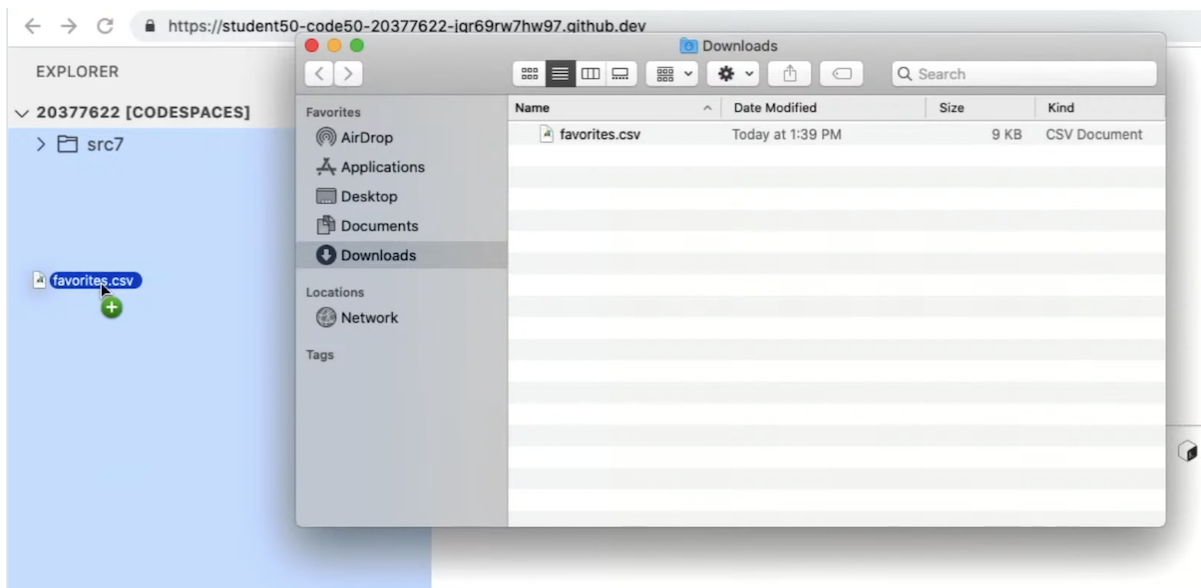 https://student50-code50-20377622-jqr69rw7hw97.github.dev
Downloads
Search
EXPLORER
20377622 [CODESPACES]
src7
favorites.csv
Favorites
AirDrop
Applications
Desktop
Documents
Downloads
Locations
Network
Tags
Name Date Modified Size Kind
favorites.csv Today at 1:39 PM 9 KB CSV Document